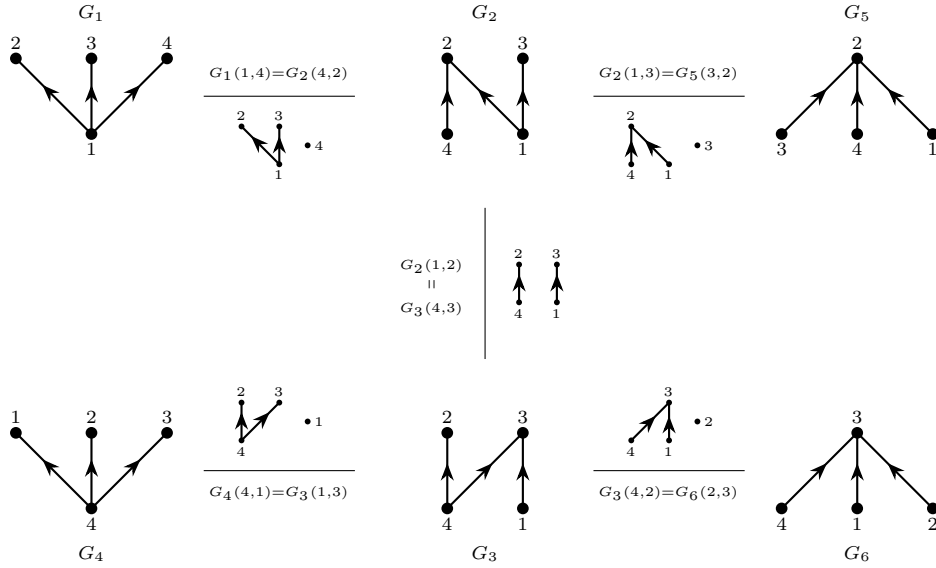 G₁ G₂ G₅
2 3 4 2 3 2
G₁(1,4)=G₂(4,2) G₂(1,3)=G₅(3,2)
2 3 4 1 2 3 4 1
1 4 1 3 4 1
2 3
G₂(1,2)
=
G₃(4,3)
4 1
2 3 1 4 3 2 4 1
1 2 3 2 3 3
G₄(4,1)=G₃(1,3) G₃(4,2)=G₆(2,3)
4 4 1 4 1 2
G₄ G₃ G₆